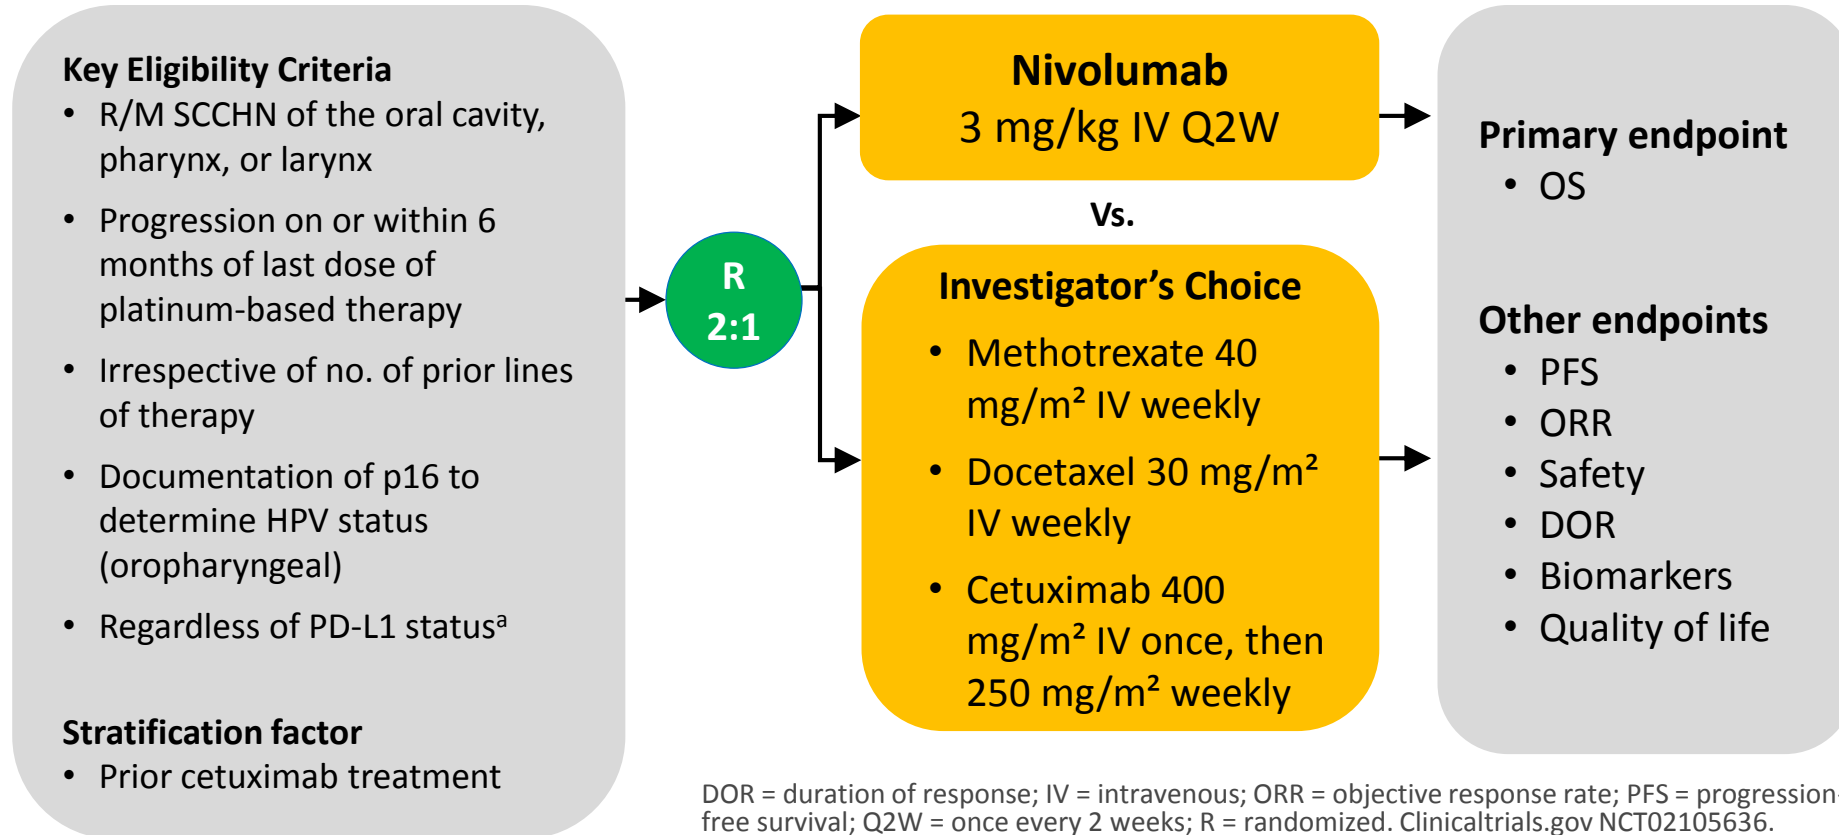 Key Eligibility Criteria
• R/M SCCHN of the oral cavity,
pharynx, or larynx
• Progression on or within 6
months of last dose of
platinum-based therapy
• Irrespective of no. of prior lines
of therapy
• Documentation of p16 to
determine HPV status
(oropharyngeal)
• Regardless of PD-L1 statusᵃ
Stratification factor
• Prior cetuximab treatment
R
2:1
Nivolumab
3 mg/kg IV Q2W
Vs.
Investigator’s Choice
• Methotrexate 40
mg/m² IV weekly
• Docetaxel 30 mg/m²
IV weekly
• Cetuximab 400
mg/m² IV once, then
250 mg/m² weekly
Primary endpoint
• OS
Other endpoints
• PFS
• ORR
• Safety
• DOR
• Biomarkers
• Quality of life
DOR = duration of response; IV = intravenous; ORR = objective response rate; PFS = progression-
free survival; Q2W = once every 2 weeks; R = randomized. Clinicaltrials.gov NCT02105636.